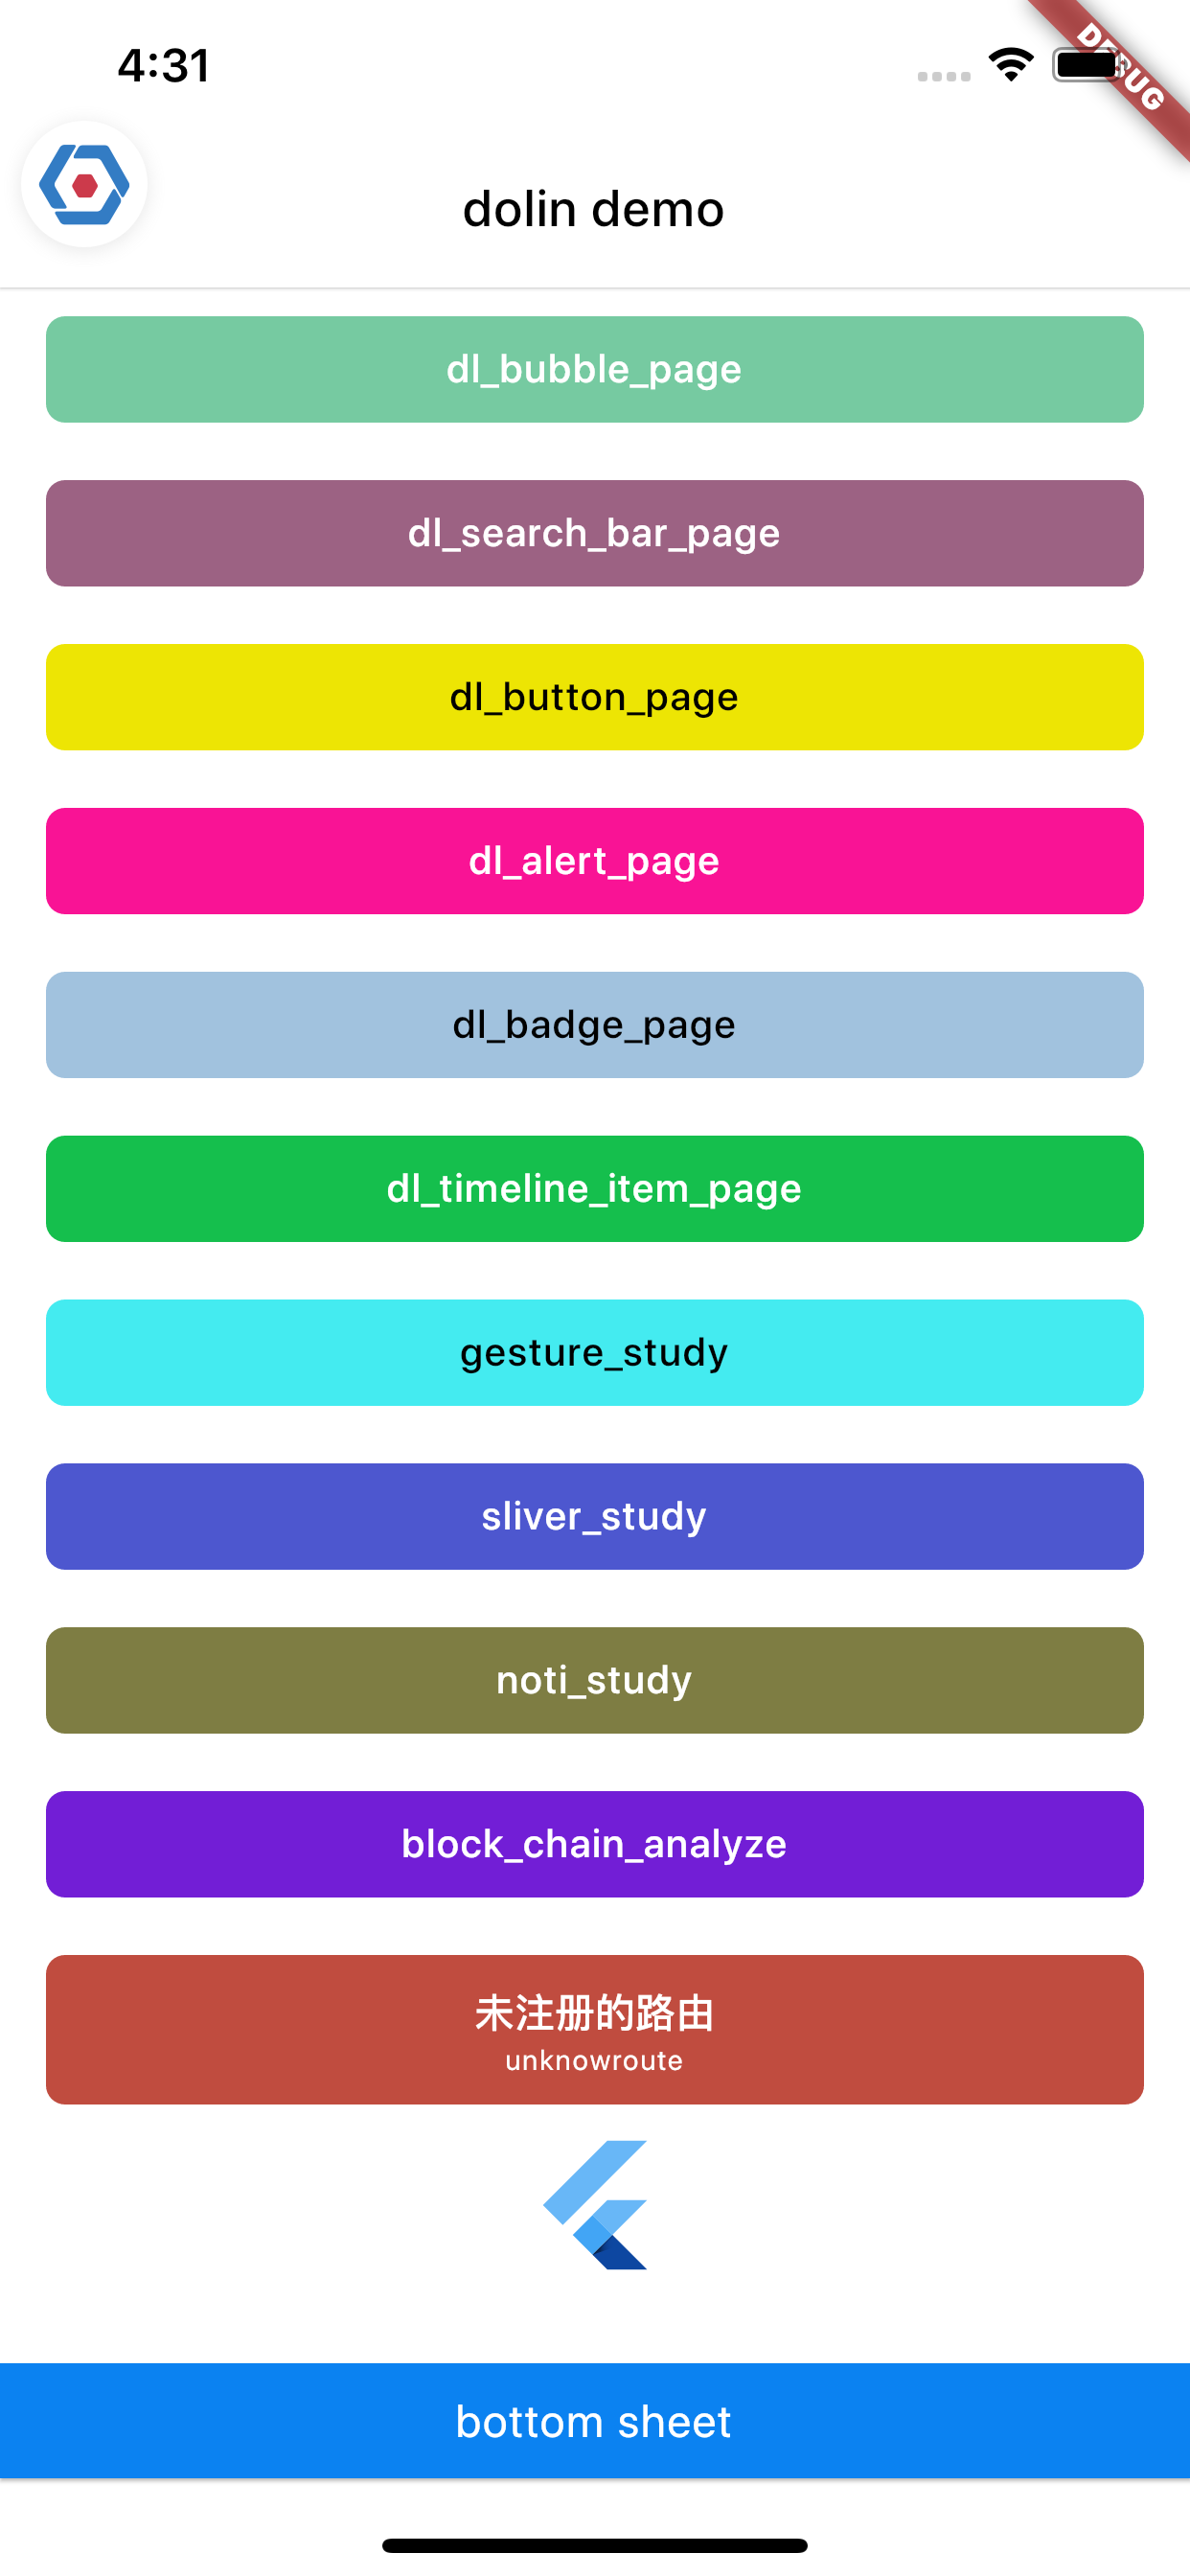 4:31
DEBUG
dolin demo
dl_bubble_page
dl_search_bar_page
dl_button_page
dl_alert_page
dl_badge_page
dl_timeline_item_page
gesture_study
sliver_study
noti_study
block_chain_analyze
未注册的路由
unknowroute
bottom sheet